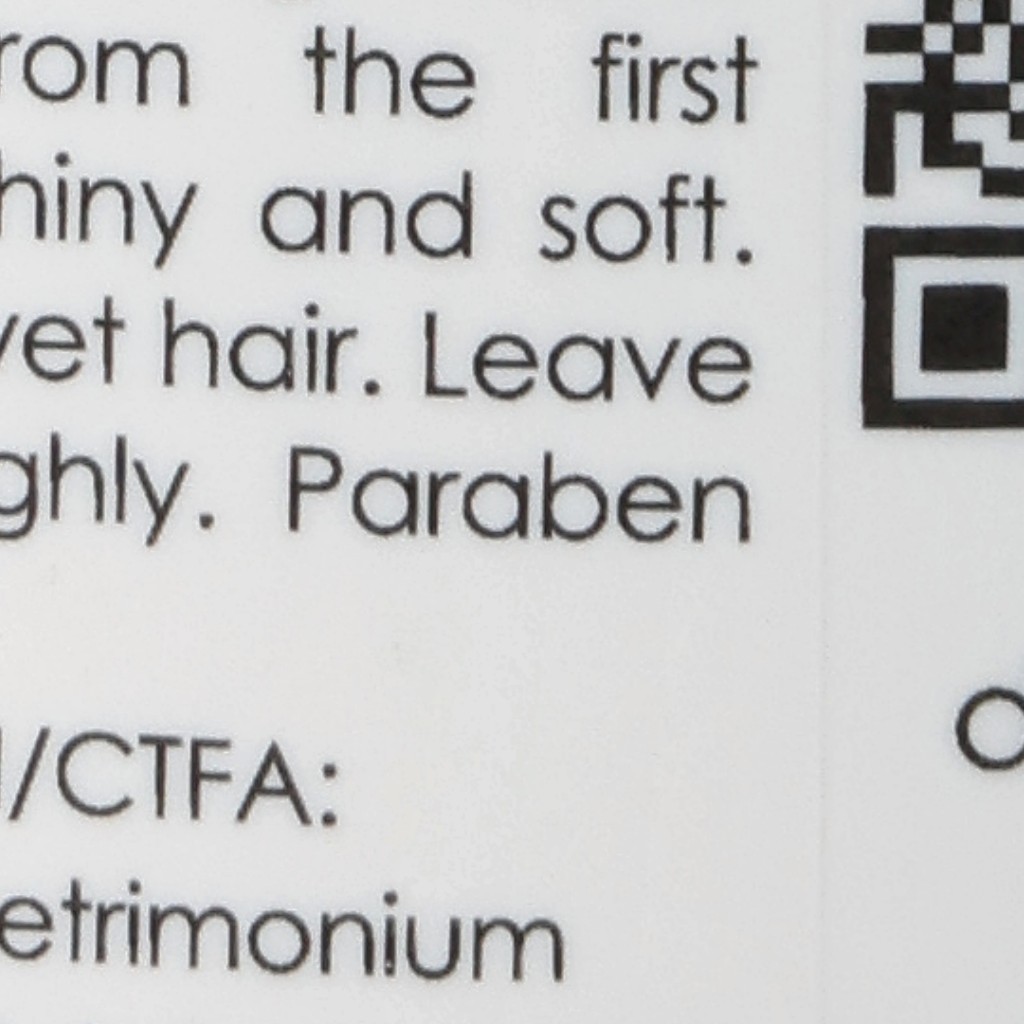 rom the first
hiny and soft.
vet hair. Leave
ghly. Paraben
/CTFA:
etrimonium